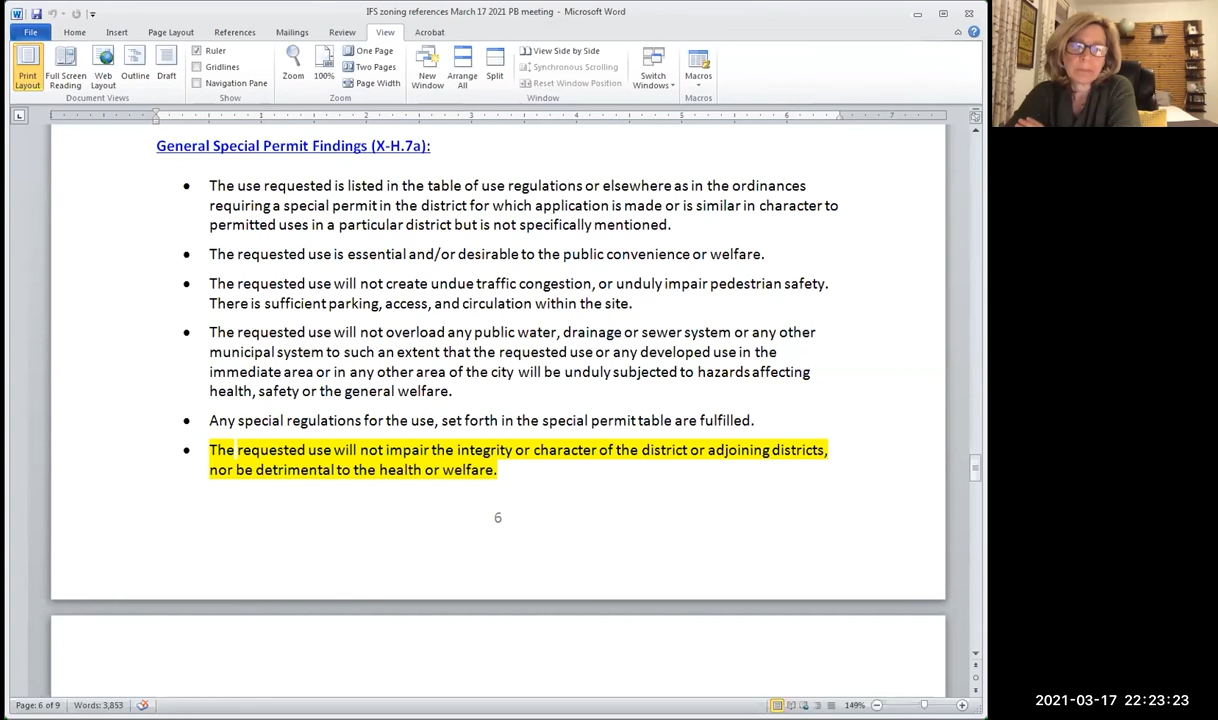 IFS zoning references March 17 2021 PB meeting - Microsoft Word
File Home Insert Page Layout References Mailings Review View Acrobat
Print Layout
Full Screen Reading
Web Layout
Outline
Draft
Document Views
Ruler
Gridlines
Navigation Pane
Show
Zoom
100%
One Page
Two Pages
Page Width
Zoom
New Window
Arrange All
Split
View Side by Side
Synchronous Scrolling
Reset Window Position
Window
Switch Windows
Macros
Macros
1 2 3 4 5 6 7
General Special Permit Findings (X-H.7a):
• The use requested is listed in the table of use regulations or elsewhere as in the ordinances
requiring a special permit in the district for which application is made or is similar in character to
permitted uses in a particular district but is not specifically mentioned.
• The requested use is essential and/or desirable to the public convenience or welfare.
• The requested use will not create undue traffic congestion, or unduly impair pedestrian safety.
There is sufficient parking, access, and circulation within the site.
• The requested use will not overload any public water, drainage or sewer system or any other
municipal system to such an extent that the requested use or any developed use in the
immediate area or in any other area of the city will be unduly subjected to hazards affecting
health, safety or the general welfare.
• Any special regulations for the use, set forth in the special permit table are fulfilled.
• The requested use will not impair the integrity or character of the district or adjoining districts,
nor be detrimental to the health or welfare.
6
Page: 6 of 9 Words: 3,853 149%
2021-03-17 22:23:23